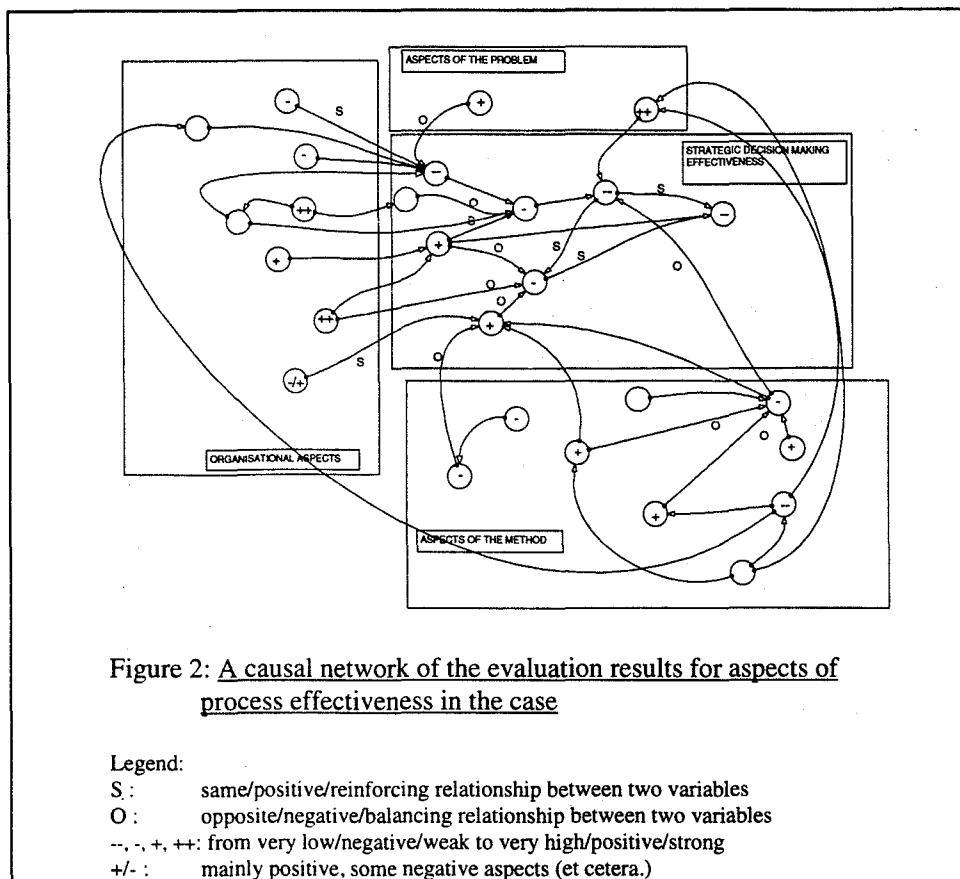 ASPECTS OF THE PROBLEM
-
S
+
O
++
STRATEGIC DECISION MAKING
EFFECTIVENESS
-
--
--
S
++
O
-
--
S
+
O
S
+
S
O
O
-
O
++
+
O
S
-/+
-
-
O
+
O
+
ORGANISATIONAL ASPECTS
-
+
--
ASPECTS OF THE METHOD
Figure 2: A causal network of the evaluation results for aspects of
process effectiveness in the case
Legend:
S : same/positive/reinforcing relationship between two variables
O : opposite/negative/balancing relationship between two variables
--, -, +, ++: from very low/negative/weak to very high/positive/strong
+/- : mainly positive, some negative aspects (et cetera.)